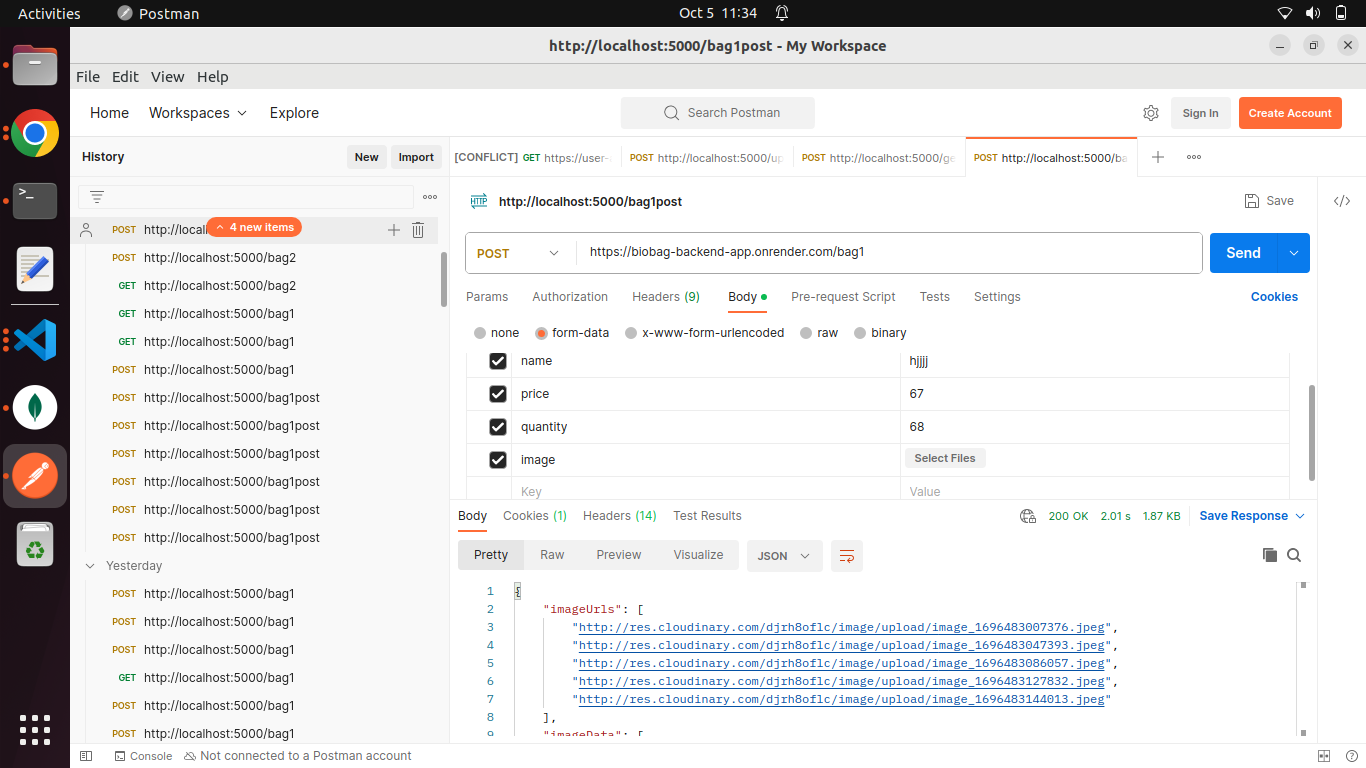 Activities Postman Oct 5 11:34
http://localhost:5000/bag1post - My Workspace
File Edit View Help
Home Workspaces Explore Search Postman Sign In Create Account
History New Import
[CONFLICT] GET https://user- POST http://localhost:5000/up POST http://localhost:5000/ge POST http://localhost:5000/ba
http://localhost:5000/bag1post Save
4 new items
POST http://local
POST http://localhost:5000/bag2
GET http://localhost:5000/bag2
GET http://localhost:5000/bag1
GET http://localhost:5000/bag1
POST http://localhost:5000/bag1
POST http://localhost:5000/bag1post
POST http://localhost:5000/bag1post
POST http://localhost:5000/bag1post
POST http://localhost:5000/bag1post
POST http://localhost:5000/bag1post
POST http://localhost:5000/bag1post
Yesterday
POST http://localhost:5000/bag1
POST http://localhost:5000/bag1
POST http://localhost:5000/bag1
GET http://localhost:5000/bag1
POST http://localhost:5000/bag1
POST http://localhost:5000/bag1
POST https://biobag-backend-app.onrender.com/bag1 Send
Params Authorization Headers (9) Body Pre-request Script Tests Settings Cookies
none form-data x-www-form-urlencoded raw binary
name hjjjj
price 67
quantity 68
image Select Files
Key Value
Body Cookies (1) Headers (14) Test Results 200 OK 2.01 s 1.87 KB Save Response
Pretty Raw Preview Visualize JSON
1 {
2 "imageUrls": [
3 "http://res.cloudinary.com/djrh8oflc/image/upload/image_1696483007376.jpeg",
4 "http://res.cloudinary.com/djrh8oflc/image/upload/image_1696483047393.jpeg",
5 "http://res.cloudinary.com/djrh8oflc/image/upload/image_1696483086057.jpeg",
6 "http://res.cloudinary.com/djrh8oflc/image/upload/image_1696483127832.jpeg",
7 "http://res.cloudinary.com/djrh8oflc/image/upload/image_1696483144013.jpeg"
8 ],
9 "imageData": [
Console Not connected to a Postman account